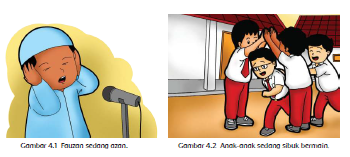 Gambar 4.1 Fauzan sedang azan.
Gambar 4.2 Anak-anak sedang sibuk bermain.